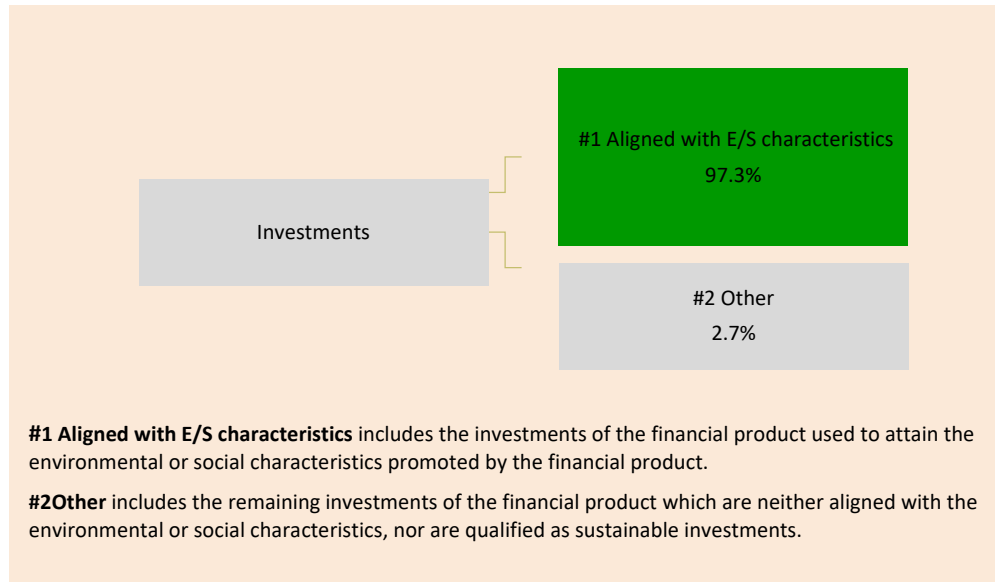 #1 Aligned with E/S characteristics
97.3%
Investments
#2 Other
2.7%
#1 Aligned with E/S characteristics includes the investments of the financial product used to attain the
environmental or social characteristics promoted by the financial product.
#2Other includes the remaining investments of the financial product which are neither aligned with the
environmental or social characteristics, nor are qualified as sustainable investments.